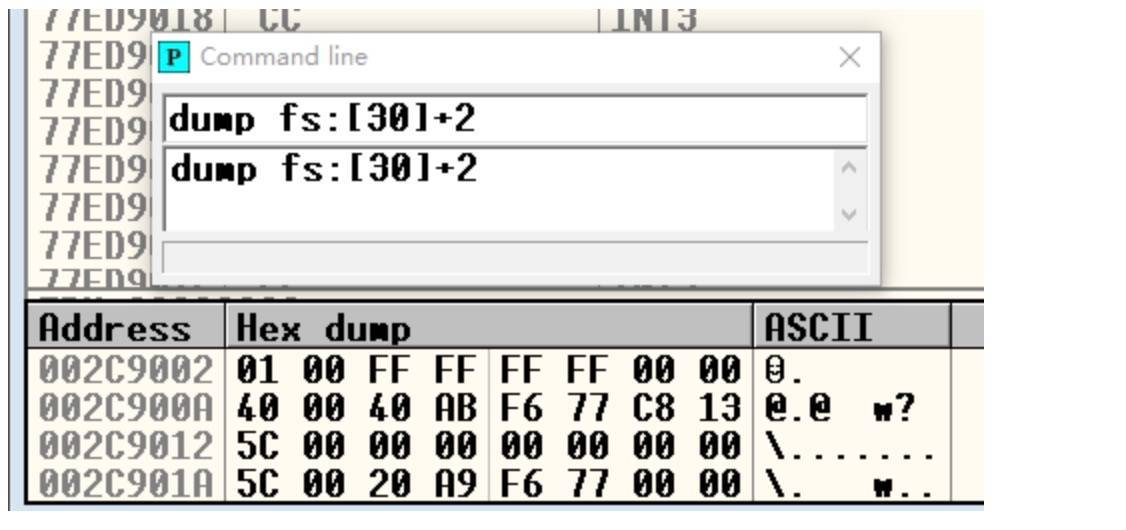 77ED9018 CC INT3
77ED9
P Command line
77ED9
dump fs:[30]+2
77ED9
77ED9
dump fs:[30]+2
77ED9
77ED9
77ED9
Address Hex dump ASCII
002C9002 01 00 FF FF FF FF 00 00 @.
002C900A 40 00 40 AB F6 77 C8 13 @.@ w?
002C9012 5C 00 00 00 00 00 00 00 \.......
002C901A 5C 00 20 A9 F6 77 00 00 \. w..